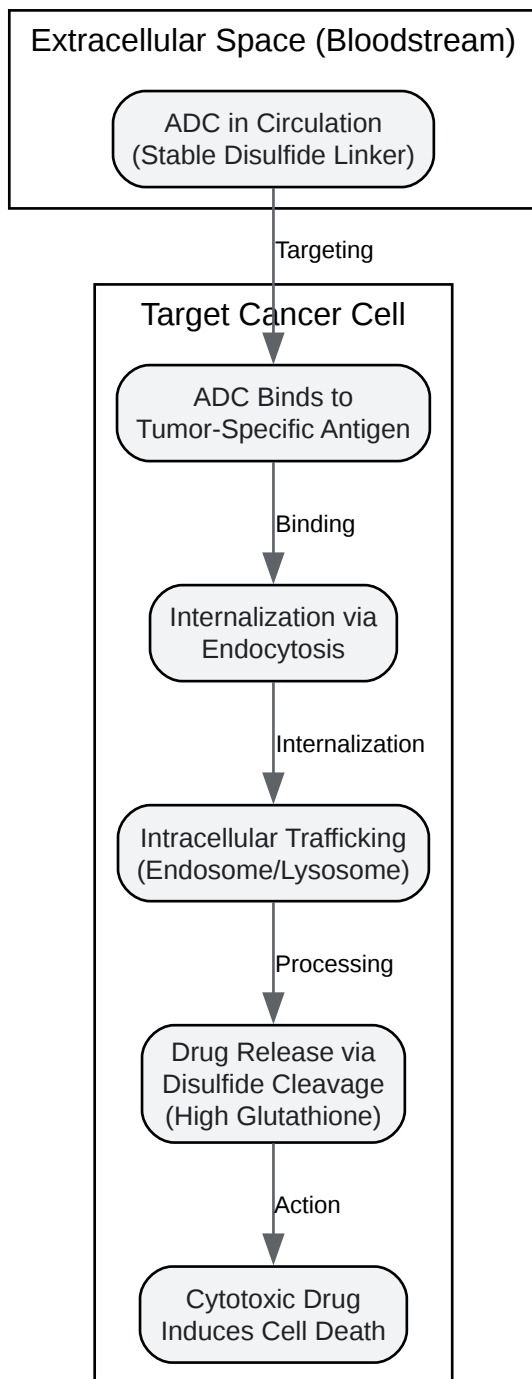 Extracellular Space (Bloodstream)
ADC in Circulation
(Stable Disulfide Linker)
Targeting
Target Cancer Cell
ADC Binds to
Tumor-Specific Antigen
Binding
Internalization via
Endocytosis
Internalization
Intracellular Trafficking
(Endosome/Lysosome)
Processing
Drug Release via
Disulfide Cleavage
(High Glutathione)
Action
Cytotoxic Drug
Induces Cell Death